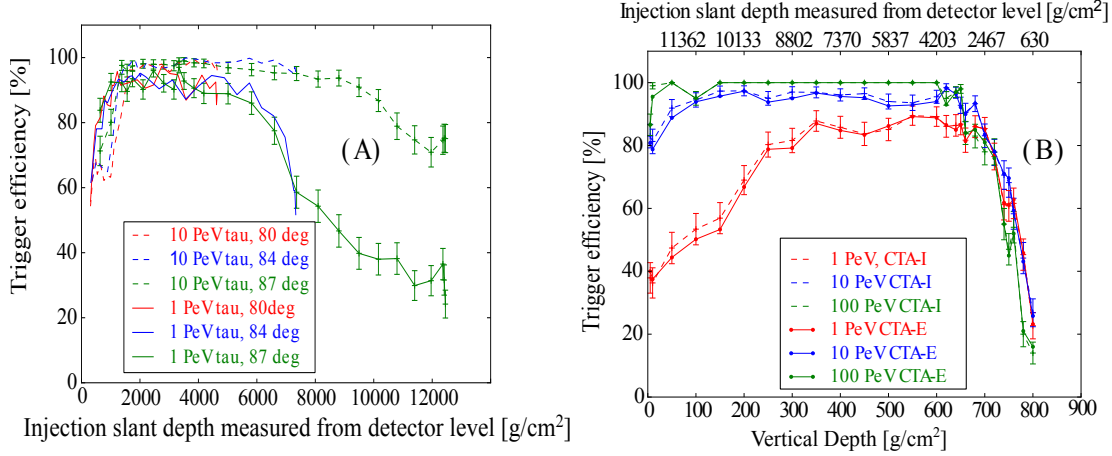 Trigger efficiency [%]
100
80
60
40
20
0
(A)
10 PeV tau, 80 deg
10 PeV tau, 84 deg
10 PeV tau, 87 deg
1 PeV tau, 80deg
1 PeV tau, 84 deg
1 PeV tau, 87 deg
0 2000 4000 6000 8000 10000 12000
Injection slant depth measured from detector level [g/cm²]
Injection slant depth measured from detector level [g/cm²]
11362 10133 8802 7370 5837 4203 2467 630
Trigger efficiency [%]
100
80
60
40
20
0
(B)
1 PeV, CTA-I
10 PeV CTA-I
100 PeV CTA-I
1 PeV CTA-E
10 PeV CTA-E
100 PeV CTA-E
0 100 200 300 400 500 600 700 800 900
Vertical Depth [g/cm²]